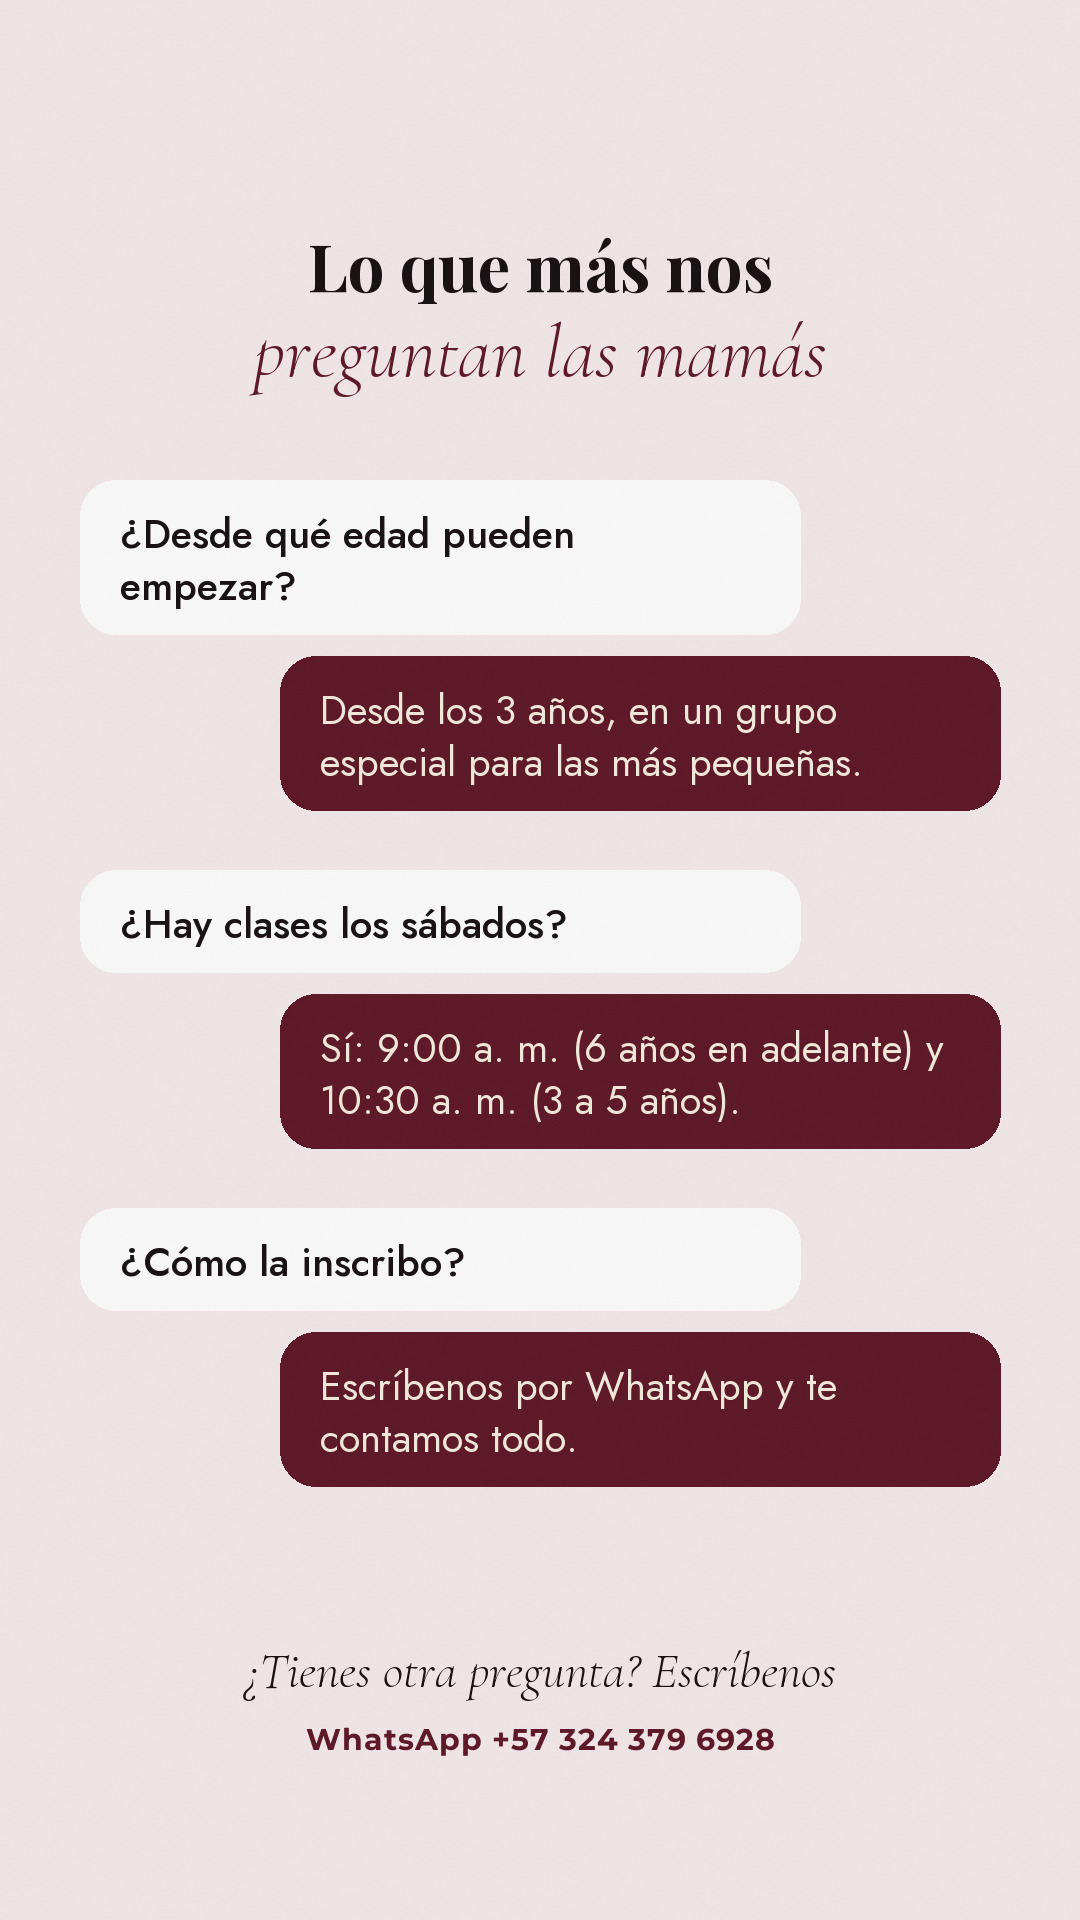 Lo que más nos
preguntan las mamás
¿Desde qué edad pueden
empezar?
Desde los 3 años, en un grupo
especial para las más pequeñas.
¿Hay clases los sábados?
Sí: 9:00 a. m. (6 años en adelante) y
10:30 a. m. (3 a 5 años).
¿Cómo la inscribo?
Escríbenos por WhatsApp y te
contamos todo.
¿Tienes otra pregunta? Escríbenos
WhatsApp +57 324 379 6928